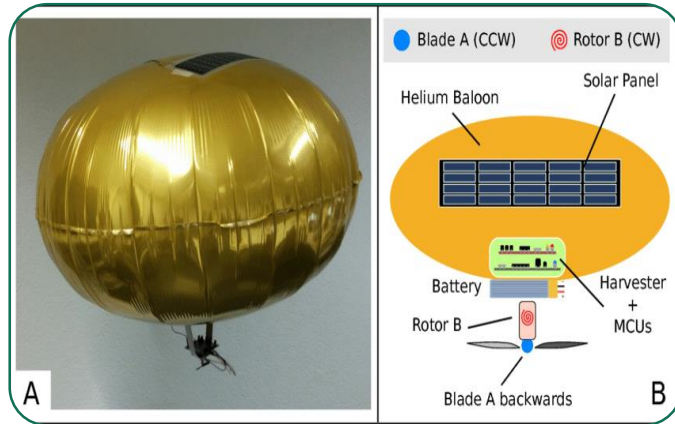 Blade A (CCW)
Rotor B (CW)
Solar Panel
Helium Baloon
Battery
Harvester
+
MCUs
Rotor B
Blade A backwards
A
B